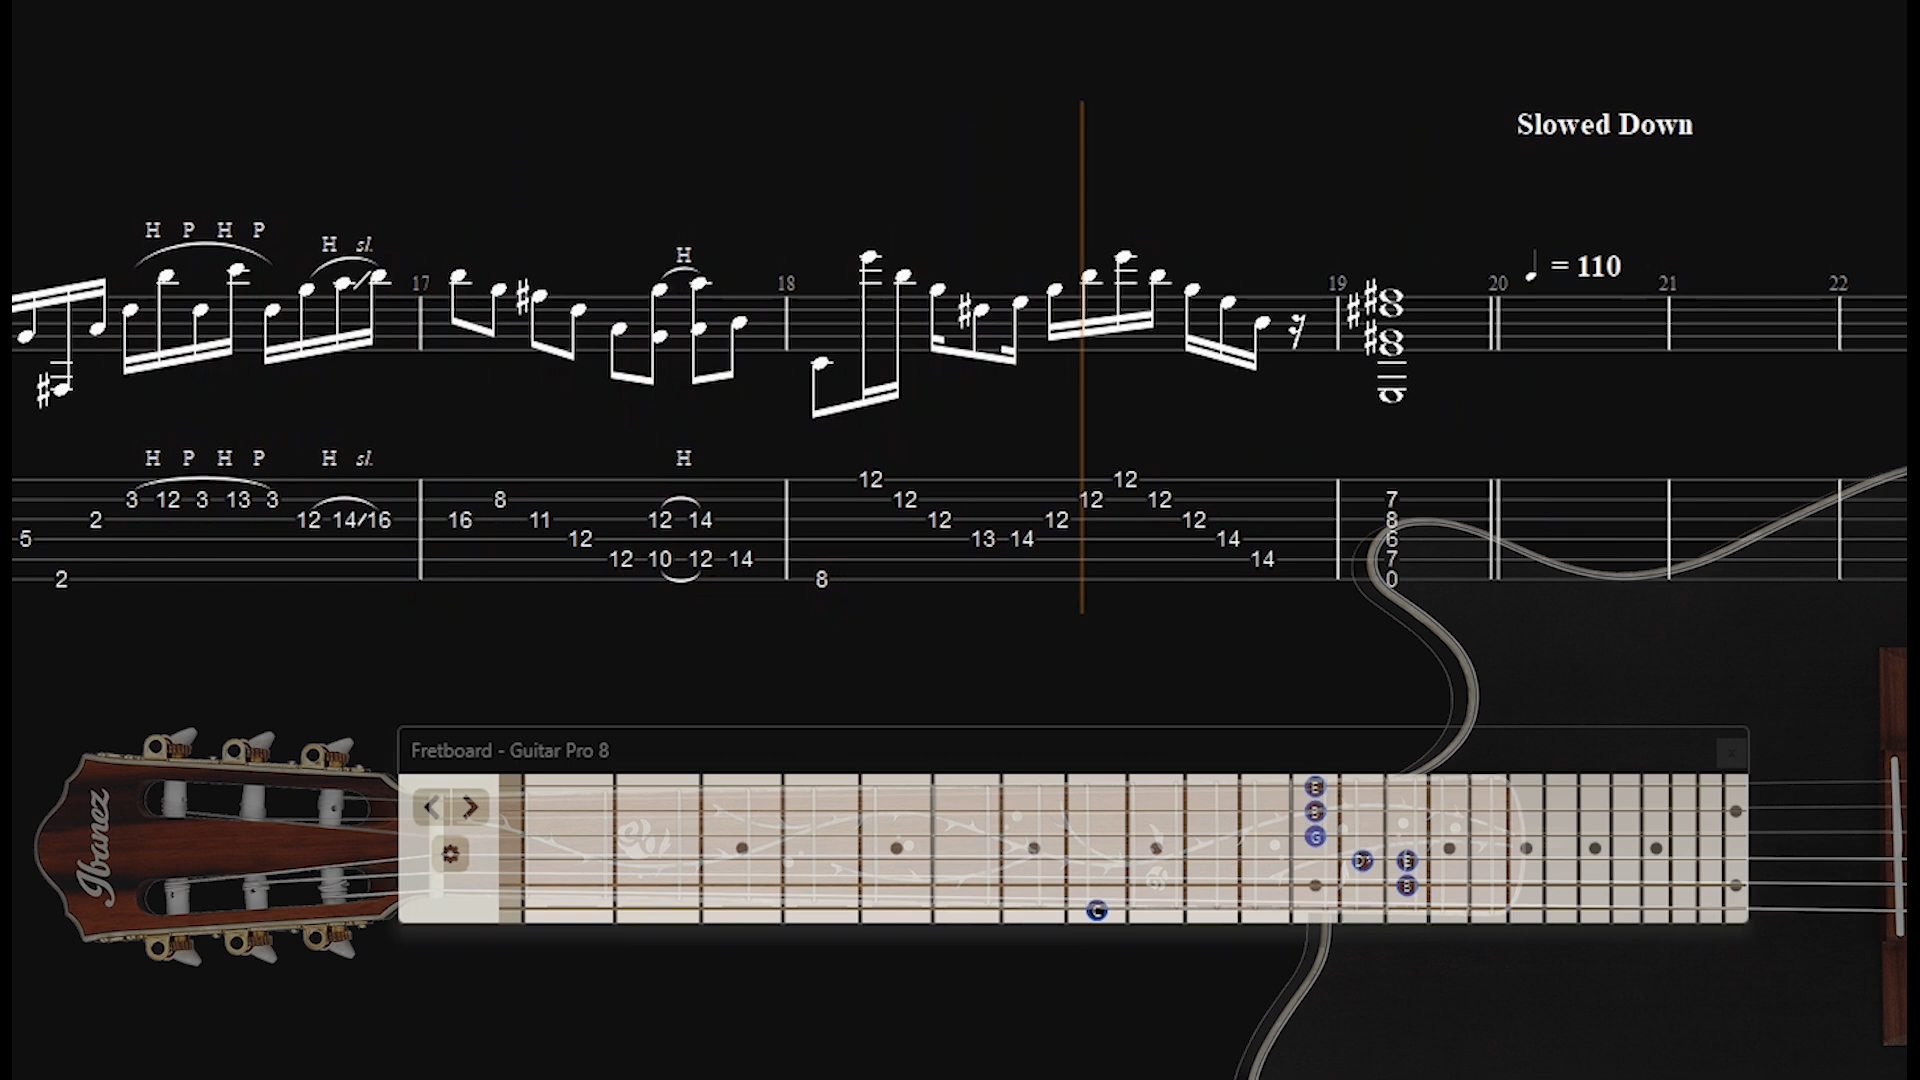 Slowed Down
H P H P
H sl.
H
17
18
19
20
♩ = 110
21
22
H P H P H sl. H
12 12
3 12 3 13 3 8 12 12 7
2 12 14/16 16 11 12 14 12 12 12 8
5 12 13 14 14 6
12 10 12 14 14 7
2 8 0
Fretboard - Guitar Pro 8
Ibanez
E
B
G
D# E
B
C